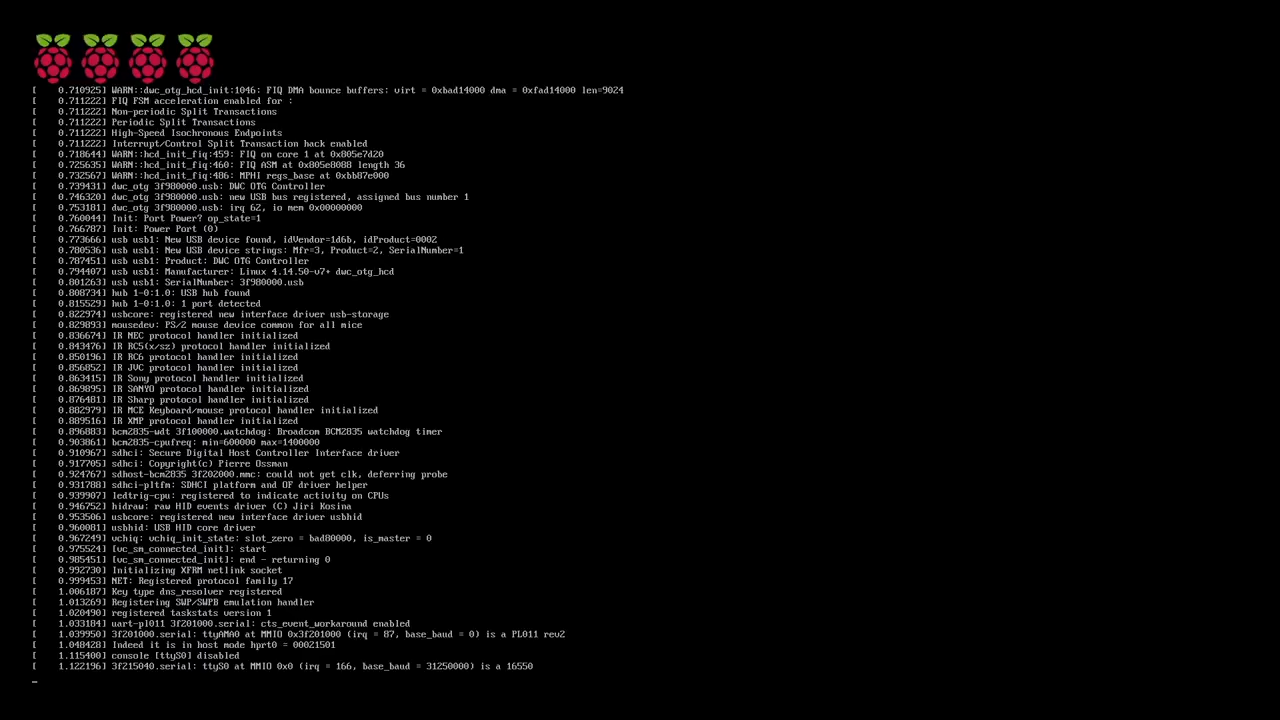 [    0.710925] WARN::dwc_otg_hcd_init:1046: FIQ DMA bounce buffers: virt = 0xbad14000 dma = 0xfad14000 len=9024
[    0.711222] FIQ FSM acceleration enabled for :
[    0.711222] Non-periodic Split Transactions
[    0.711222] Periodic Split Transactions
[    0.711222] High-Speed Isochronous Endpoints
[    0.711222] Interrupt/Control Split Transaction hack enabled
[    0.718644] WARN::hcd_init_fiq:459: FIQ on core 1 at 0x805e7d20
[    0.725635] WARN::hcd_init_fiq:460: FIQ ASM at 0x805e8088 length 36
[    0.732567] WARN::hcd_init_fiq:486: MPHI regs_base at 0xbb87e000
[    0.739431] dwc_otg 3f980000.usb: DWC OTG Controller
[    0.746320] dwc_otg 3f980000.usb: new USB bus registered, assigned bus number 1
[    0.753181] dwc_otg 3f980000.usb: irq 62, io mem 0x00000000
[    0.760044] Init: Port Power? op_state=1
[    0.766787] Init: Power Port (0)
[    0.773666] usb usb1: New USB device found, idVendor=1d6b, idProduct=0002
[    0.780536] usb usb1: New USB device strings: Mfr=3, Product=2, SerialNumber=1
[    0.787451] usb usb1: Product: DWC OTG Controller
[    0.794407] usb usb1: Manufacturer: Linux 4.14.50-v7+ dwc_otg_hcd
[    0.801263] usb usb1: SerialNumber: 3f980000.usb
[    0.808734] hub 1-0:1.0: USB hub found
[    0.815529] hub 1-0:1.0: 1 port detected
[    0.822974] usbcore: registered new interface driver usb-storage
[    0.829893] mousedev: PS/2 mouse device common for all mice
[    0.836674] IR NEC protocol handler initialized
[    0.843476] IR RC5(x/sz) protocol handler initialized
[    0.850196] IR RC6 protocol handler initialized
[    0.856852] IR JVC protocol handler initialized
[    0.863415] IR Sony protocol handler initialized
[    0.869895] IR SANYO protocol handler initialized
[    0.876481] IR Sharp protocol handler initialized
[    0.882979] IR MCE Keyboard/mouse protocol handler initialized
[    0.889516] IR XMP protocol handler initialized
[    0.896883] bcm2835-wdt 3f100000.watchdog: Broadcom BCM2835 watchdog timer
[    0.903861] bcm2835-cpufreq: min=600000 max=1400000
[    0.910967] sdhci: Secure Digital Host Controller Interface driver
[    0.917705] sdhci: Copyright(c) Pierre Ossman
[    0.924767] sdhost-bcm2835 3f202000.mmc: could not get clk, deferring probe
[    0.931788] sdhci-pltfm: SDHCI platform and OF driver helper
[    0.939907] ledtrig-cpu: registered to indicate activity on CPUs
[    0.946752] hidraw: raw HID events driver (C) Jiri Kosina
[    0.953506] usbcore: registered new interface driver usbhid
[    0.960081] usbhid: USB HID core driver
[    0.967249] vchiq: vchiq_init_state: slot_zero = bad80000, is_master = 0
[    0.975524] [vc_sm_connected_init]: start
[    0.985451] [vc_sm_connected_init]: end - returning 0
[    0.992730] Initializing XFRM netlink socket
[    0.999453] NET: Registered protocol family 17
[    1.006187] Key type dns_resolver registered
[    1.013269] Registering SWP/SWPB emulation handler
[    1.020490] registered taskstats version 1
[    1.033184] uart-pl011 3f201000.serial: cts_event_workaround enabled
[    1.039950] 3f201000.serial: ttyAMA0 at MMIO 0x3f201000 (irq = 87, base_baud = 0) is a PL011 rev2
[    1.048428] Indeed it is in host mode hprt0 = 00021501
[    1.115400] console [ttyS0] disabled
[    1.122196] 3f215040.serial: ttyS0 at MMIO 0x0 (irq = 166, base_baud = 31250000) is a 16550